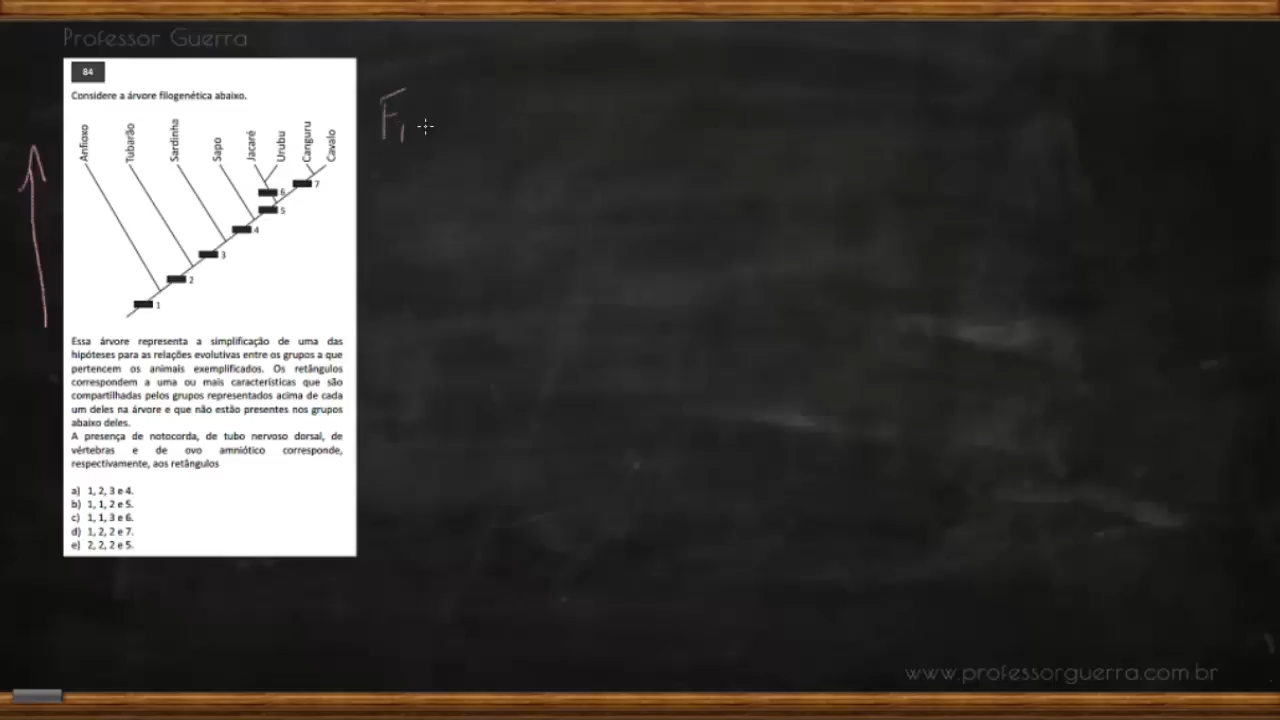 Professor Guerra
84
Considere a árvore filogenética abaixo.
Anfioxo
Tubarão
Sardinha
Sapo
Jacaré
Urubu
Canguru
Cavalo
7
6
5
4
3
2
1
Essa árvore representa a simplificação de uma das
hipóteses para as relações evolutivas entre os grupos a que
pertencem os animais exemplificados. Os retângulos
correspondem a uma ou mais características que são
compartilhadas pelos grupos representados acima de cada
um deles na árvore e que não estão presentes nos grupos
abaixo deles.
A presença de notocorda, de tubo nervoso dorsal, de
vértebras e de ovo amniótico corresponde,
respectivamente, aos retângulos
a) 1, 2, 3 e 4.
b) 1, 1, 2 e 5.
c) 1, 1, 3 e 6.
d) 1, 2, 2 e 7.
e) 2, 2, 2 e 5.
Fi
www.professorguerra.com.br